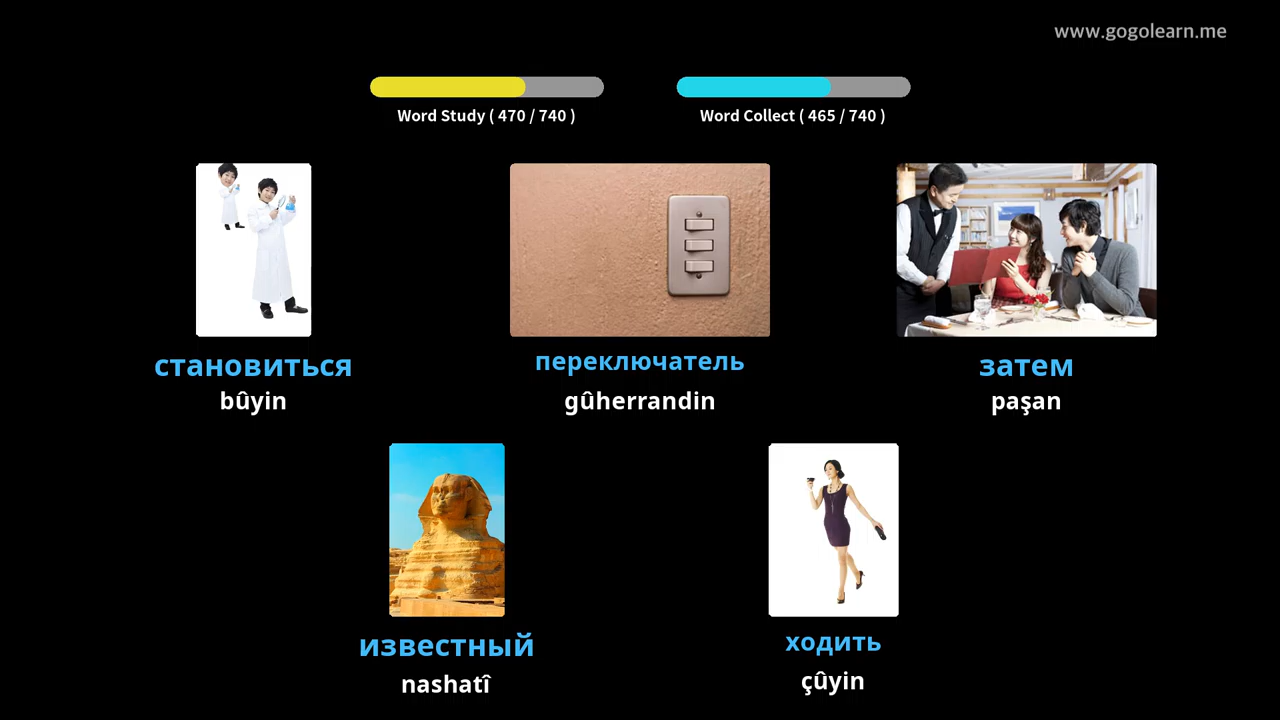 www.gogolearn.me
Word Study ( 470 / 740 )
Word Collect ( 465 / 740 )
становиться
bûyin
переключатель
gûherrandin
затем
paşan
известный
nashatî
ходить
çûyin